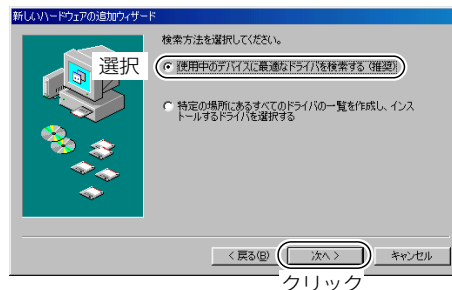 新しいハードウェアの追加ウィザード
検索方法を選択してください。
選択
使用中のデバイスに最適なドライバを検索する (推奨)
特定の場所にあるすべてのドライバの一覧を作成し、インス
トールするドライバを選択する
< 戻る(B)
次へ >
キャンセル
クリック